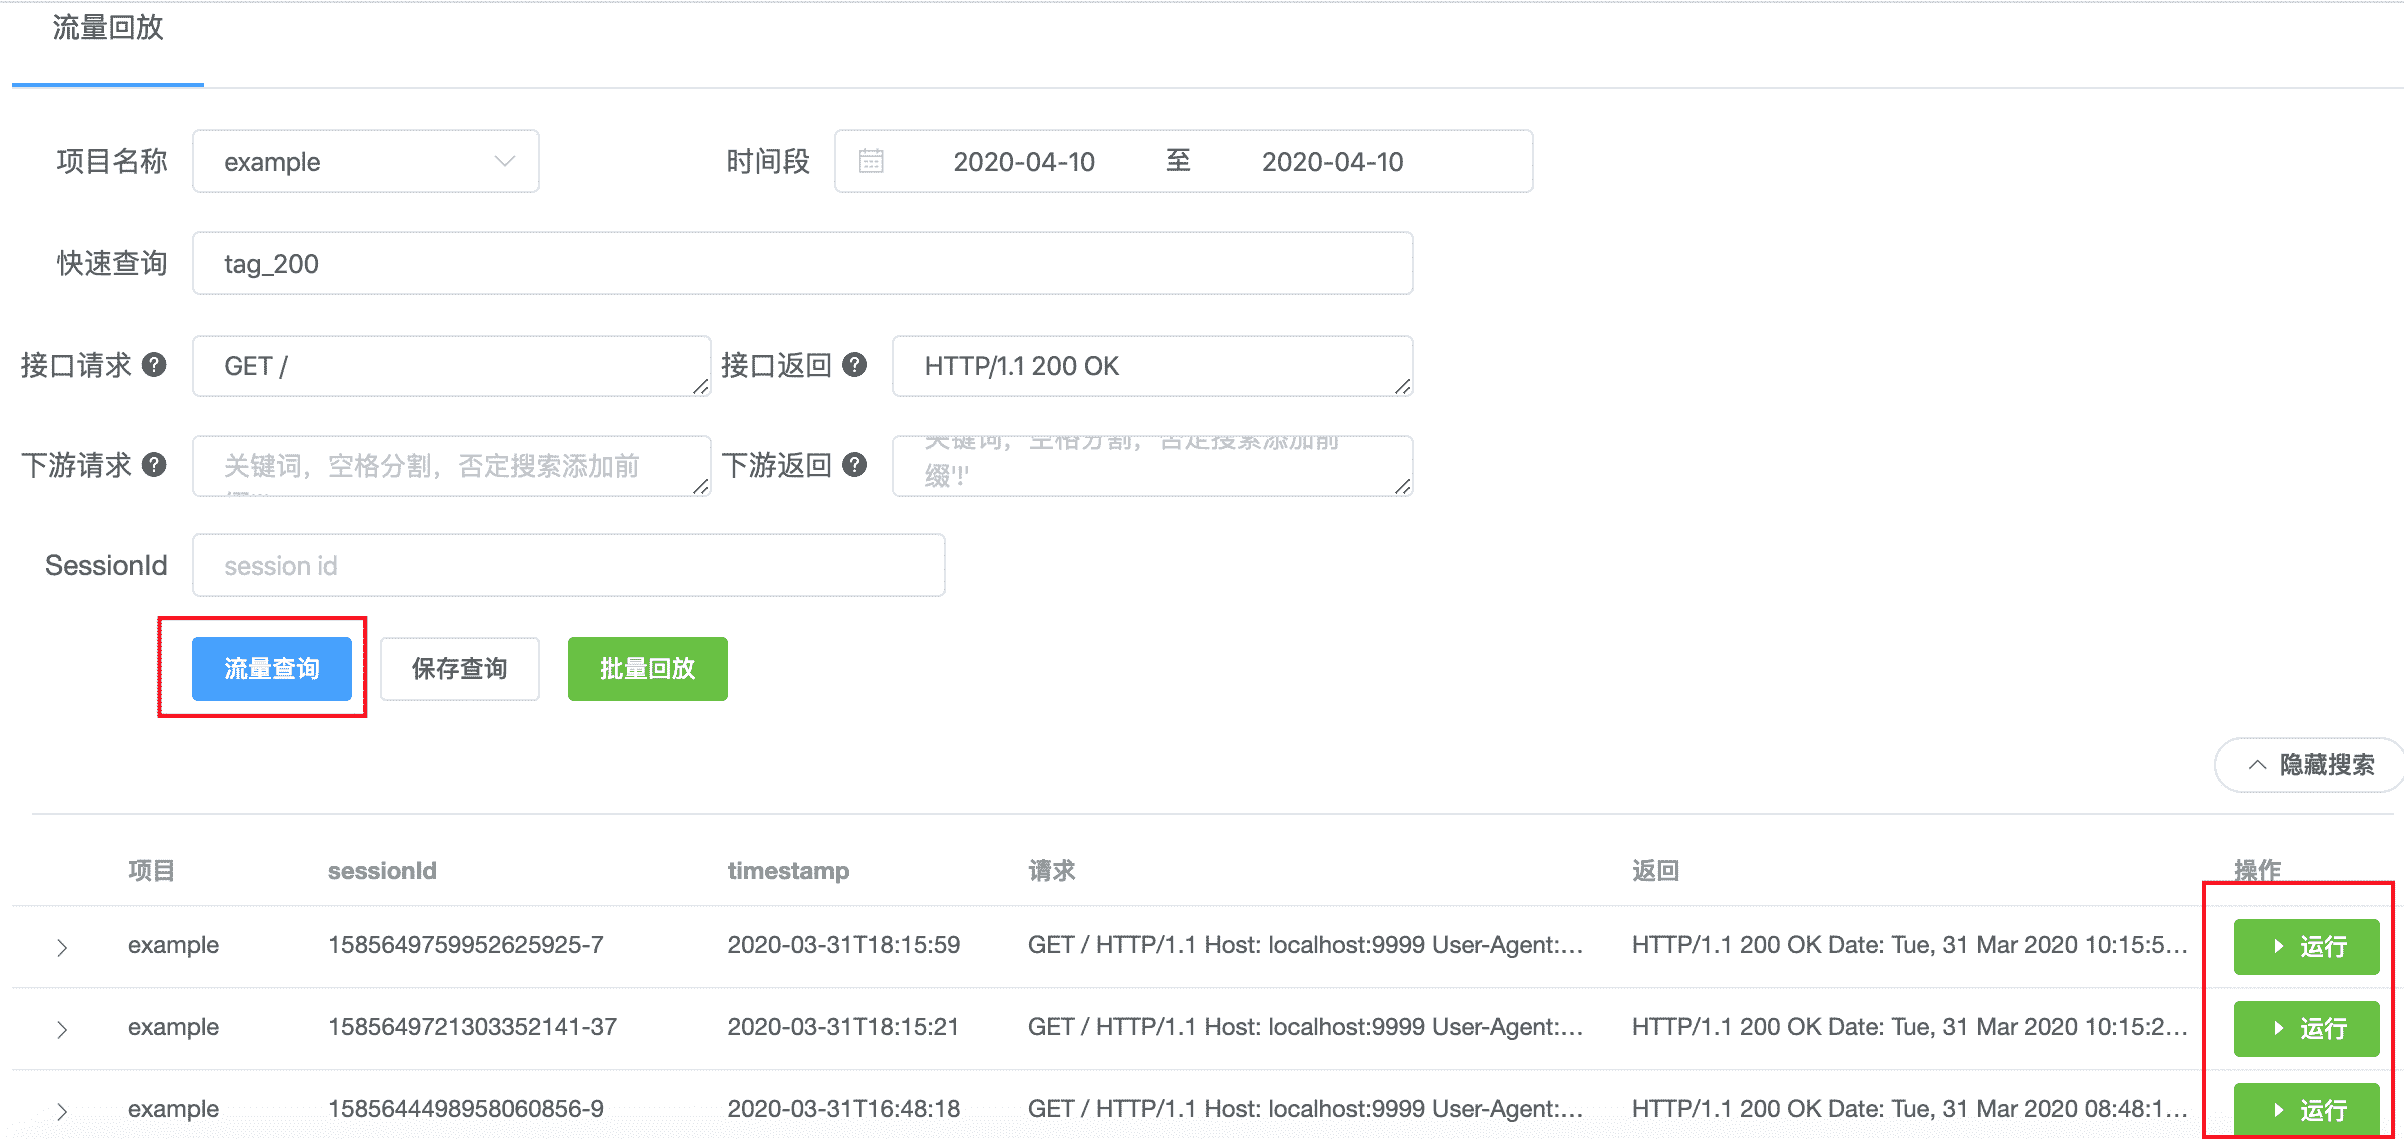 流量回放
项目名称 example 时间段 2020-04-10 至 2020-04-10
快速查询 tag_200
接口请求 ? GET / 接口返回 ? HTTP/1.1 200 OK
下游请求 ? 关键词，空格分割，否定搜索添加前 下游返回 ? 关键词，空格分割，否定搜索添加前
缀'!'
SessionId session id
流量查询 保存查询 批量回放
隐藏搜索
项目 sessionId timestamp 请求 返回 操作
example 1585649759952625925-7 2020-03-31T18:15:59 GET / HTTP/1.1 Host: localhost:9999 User-Agent:... HTTP/1.1 200 OK Date: Tue, 31 Mar 2020 10:15:5... 运行
example 1585649721303352141-37 2020-03-31T18:15:21 GET / HTTP/1.1 Host: localhost:9999 User-Agent:... HTTP/1.1 200 OK Date: Tue, 31 Mar 2020 10:15:2... 运行
example 1585644498958060856-9 2020-03-31T16:48:18 GET / HTTP/1.1 Host: localhost:9999 User-Agent:... HTTP/1.1 200 OK Date: Tue, 31 Mar 2020 08:48:1... 运行